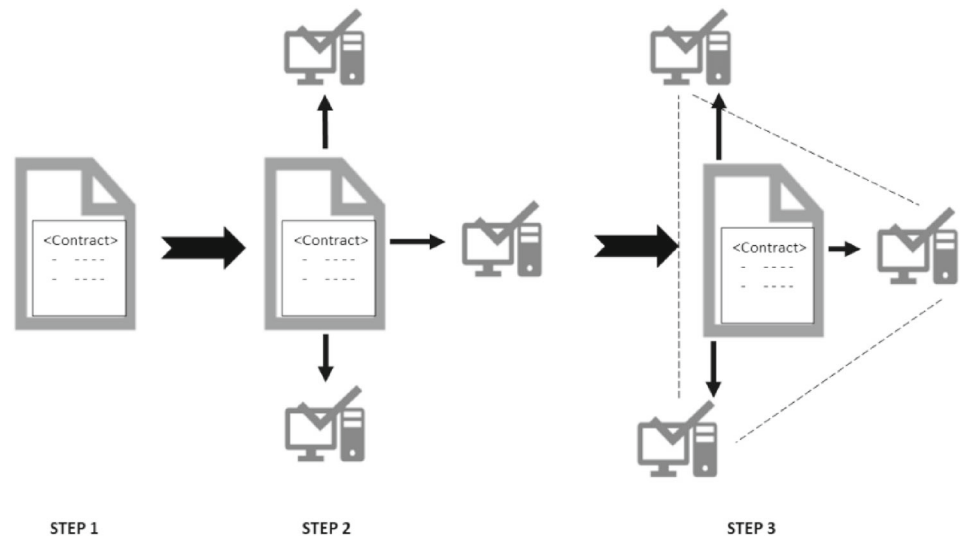 <Contract>
- ----
- ----
<Contract>
- ----
- ----
<Contract>
- ----
- ----
STEP 1
STEP 2
STEP 3